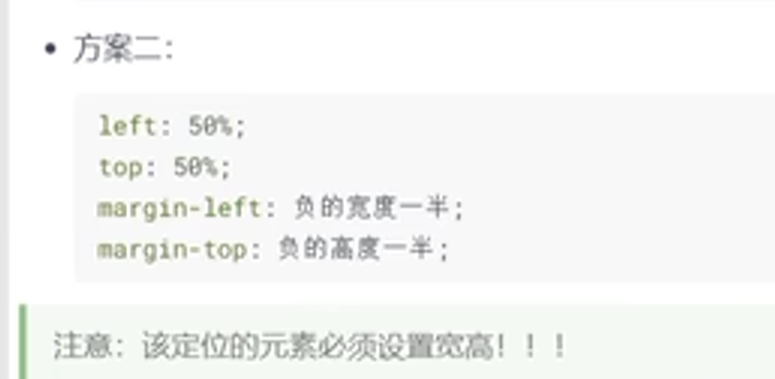 • 方案二：
left: 50%;
top: 50%;
margin-left: 负的宽度一半;
margin-top: 负的高度一半;
注意：该定位的元素必须设置宽高！！！